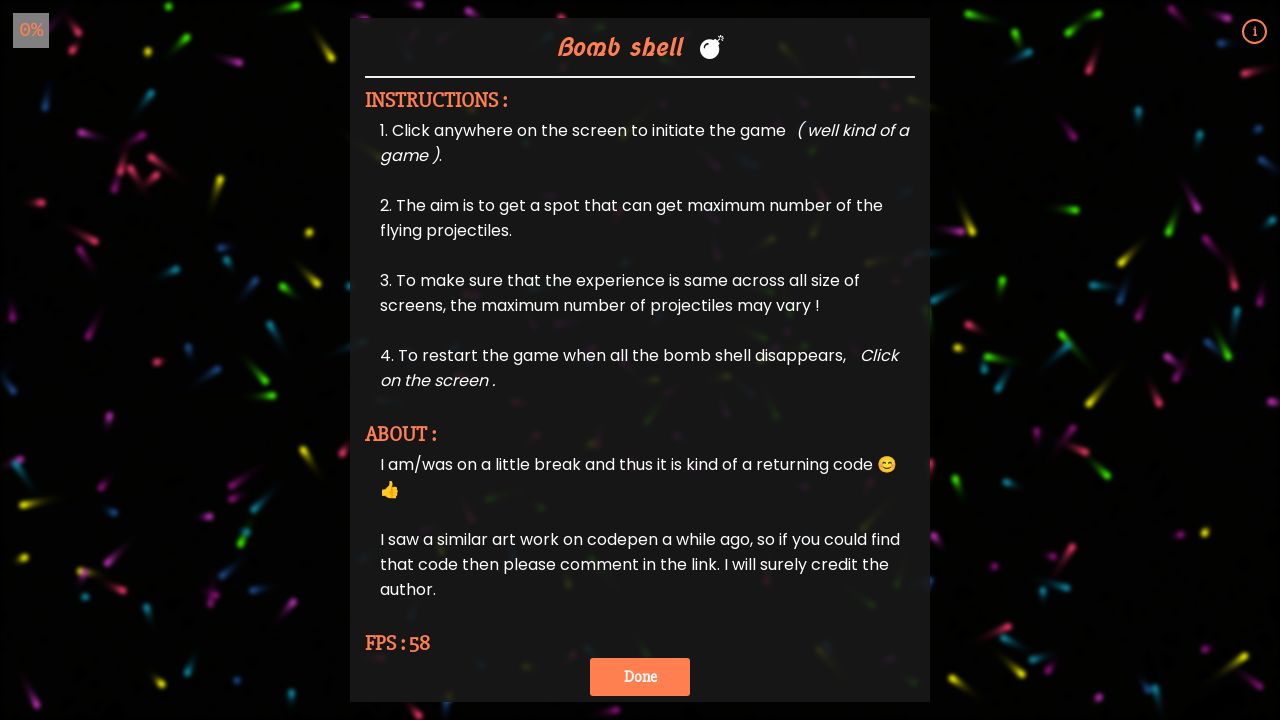 0%
i
Bomb shell 💣
INSTRUCTIONS :
1. Click anywhere on the screen to initiate the game ( well kind of a
game ).
2. The aim is to get a spot that can get maximum number of the
flying projectiles.
3. To make sure that the experience is same across all size of
screens, the maximum number of projectiles may vary !
4. To restart the game when all the bomb shell disappears, Click
on the screen .
ABOUT :
I am/was on a little break and thus it is kind of a returning code 😊
👍
I saw a similar art work on codepen a while ago, so if you could find
that code then please comment in the link. I will surely credit the
author.
FPS : 58
Done